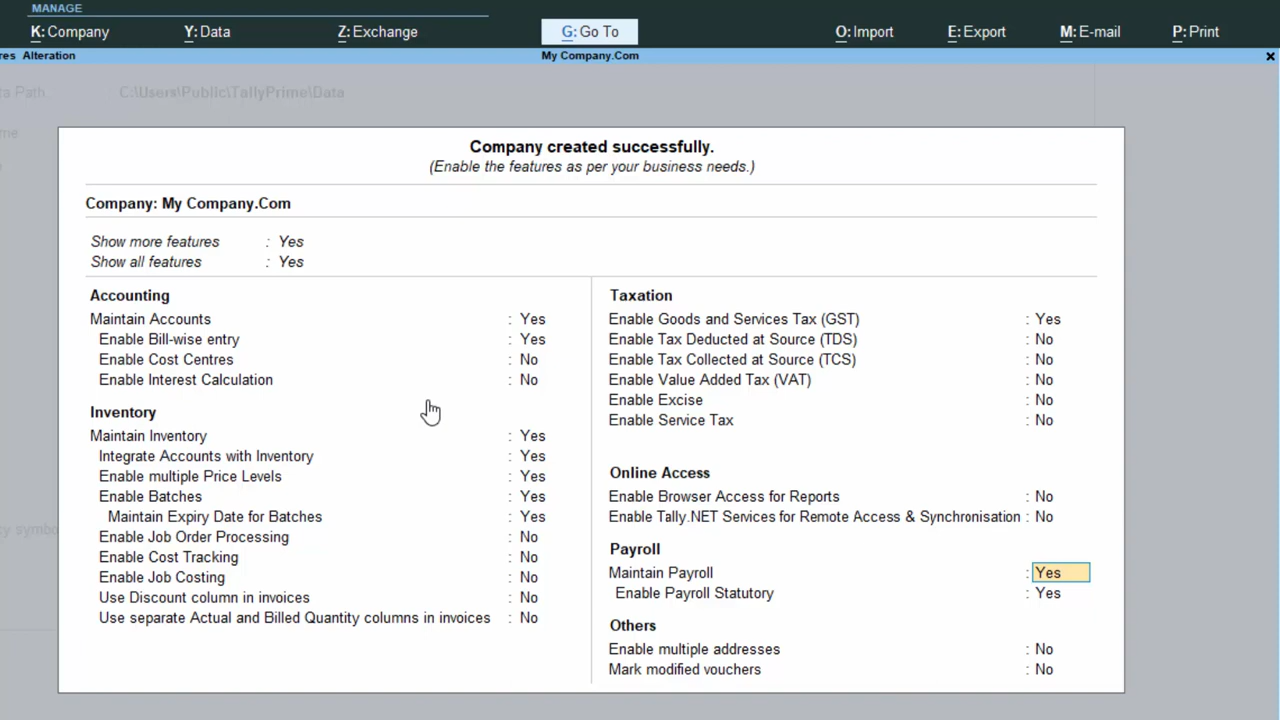 MANAGE
K: Company Y: Data Z: Exchange G: Go To O: Import E: Export M: E-mail P: Print
res Alteration My Company.Com ×
ta Path C:\Users\Public\TallyPrime\Data
me
Company created successfully.
(Enable the features as per your business needs.)
Company: My Company.Com
Show more features : Yes
Show all features : Yes
Accounting
Maintain Accounts : Yes
Enable Bill-wise entry : Yes
Enable Cost Centres : No
Enable Interest Calculation : No
Inventory
Maintain Inventory : Yes
Integrate Accounts with Inventory : Yes
Enable multiple Price Levels : Yes
Enable Batches : Yes
Maintain Expiry Date for Batches : Yes
Enable Job Order Processing : No
Enable Cost Tracking : No
Enable Job Costing : No
Use Discount column in invoices : No
Use separate Actual and Billed Quantity columns in invoices : No
Taxation
Enable Goods and Services Tax (GST) : Yes
Enable Tax Deducted at Source (TDS) : No
Enable Tax Collected at Source (TCS) : No
Enable Value Added Tax (VAT) : No
Enable Excise : No
Enable Service Tax : No
Online Access
Enable Browser Access for Reports : No
Enable Tally.NET Services for Remote Access & Synchronisation : No
Payroll
Maintain Payroll : Yes
Enable Payroll Statutory : Yes
Others
Enable multiple addresses : No
Mark modified vouchers : No
cy symbo